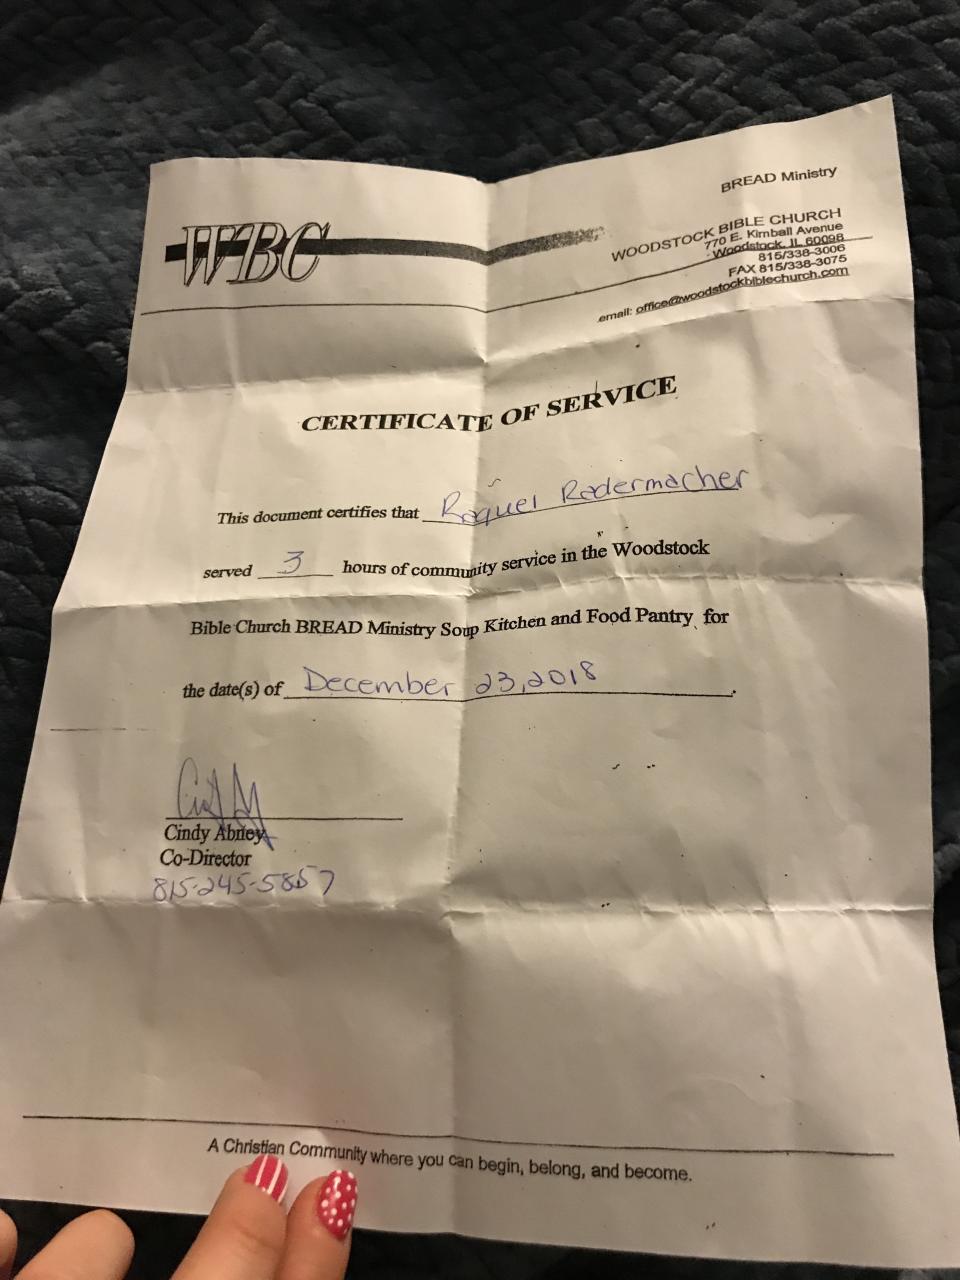 WBC
BREAD Ministry
WOODSTOCK BIBLE CHURCH
770 E. Kimball Avenue
Woodstock, IL 60098
815/338-3006
FAX 815/338-3075
email: office@woodstockbiblechurch.com
CERTIFICATE OF SERVICE
This document certifies that Raquel Radermacher
served 3 hours of community service in the Woodstock
Bible Church BREAD Ministry Soup Kitchen and Food Pantry for
the date(s) of December 23, 2018.
Cindy Abney
Co-Director
815-245-5857
A Christian Community where you can begin, belong, and become.